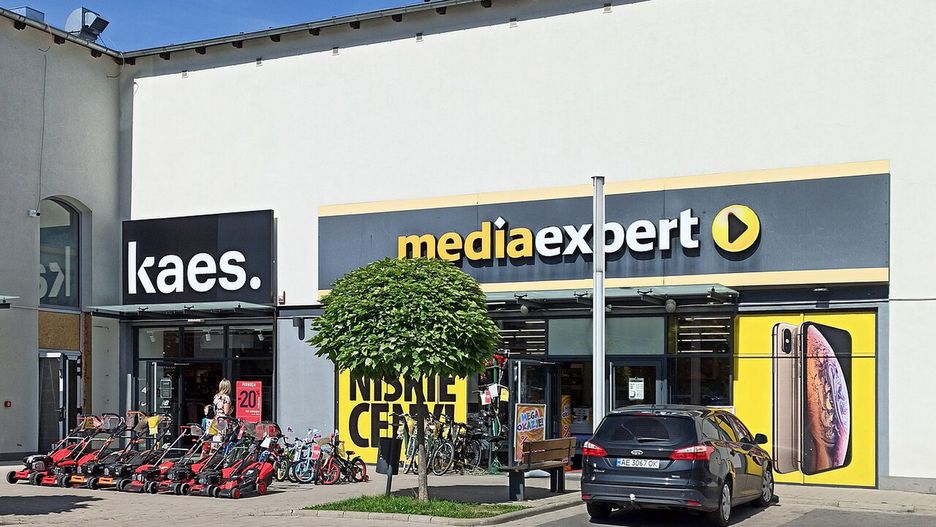 kaes.
mediaexpert
-20
NISKIE
CENY
MEGA
OKAZJE
AE 3067 OK